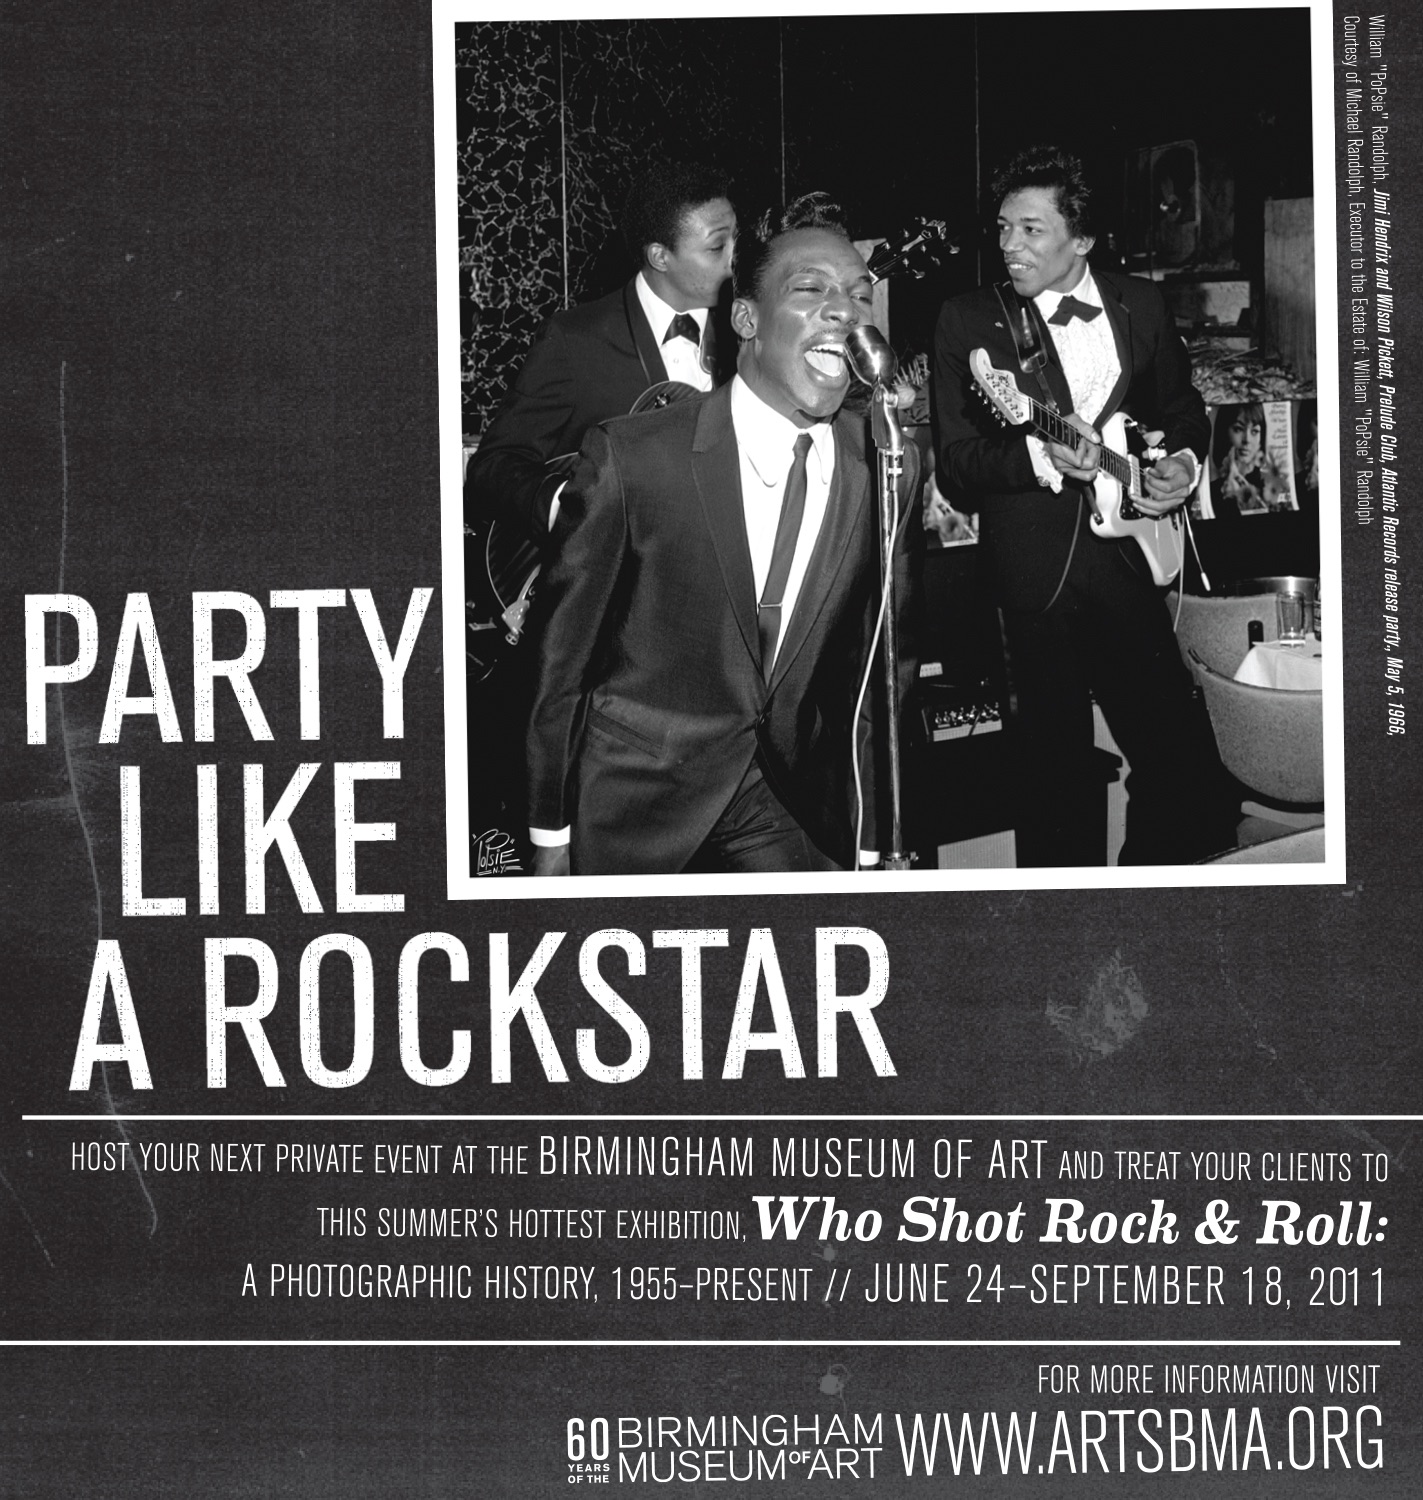 William "PoPsie" Randolph, Jimi Hendrix and Wilson Pickett, Prelude Club, Atlantic Records release party,, May 5, 1966,
Courtesy of Michael Randolph, Executor to the Estate of: William "PoPsie" Randolph
"PoPsie"
N.Y.
PARTY
LIKE
A ROCKSTAR
HOST YOUR NEXT PRIVATE EVENT AT THE BIRMINGHAM MUSEUM OF ART AND TREAT YOUR CLIENTS TO
THIS SUMMER'S HOTTEST EXHIBITION, Who Shot Rock & Roll:
A PHOTOGRAPHIC HISTORY, 1955–PRESENT // JUNE 24–SEPTEMBER 18, 2011
FOR MORE INFORMATION VISIT
60 YEARS OF THE
BIRMINGHAM
MUSEUM OF ART
WWW.ARTSBMA.ORG